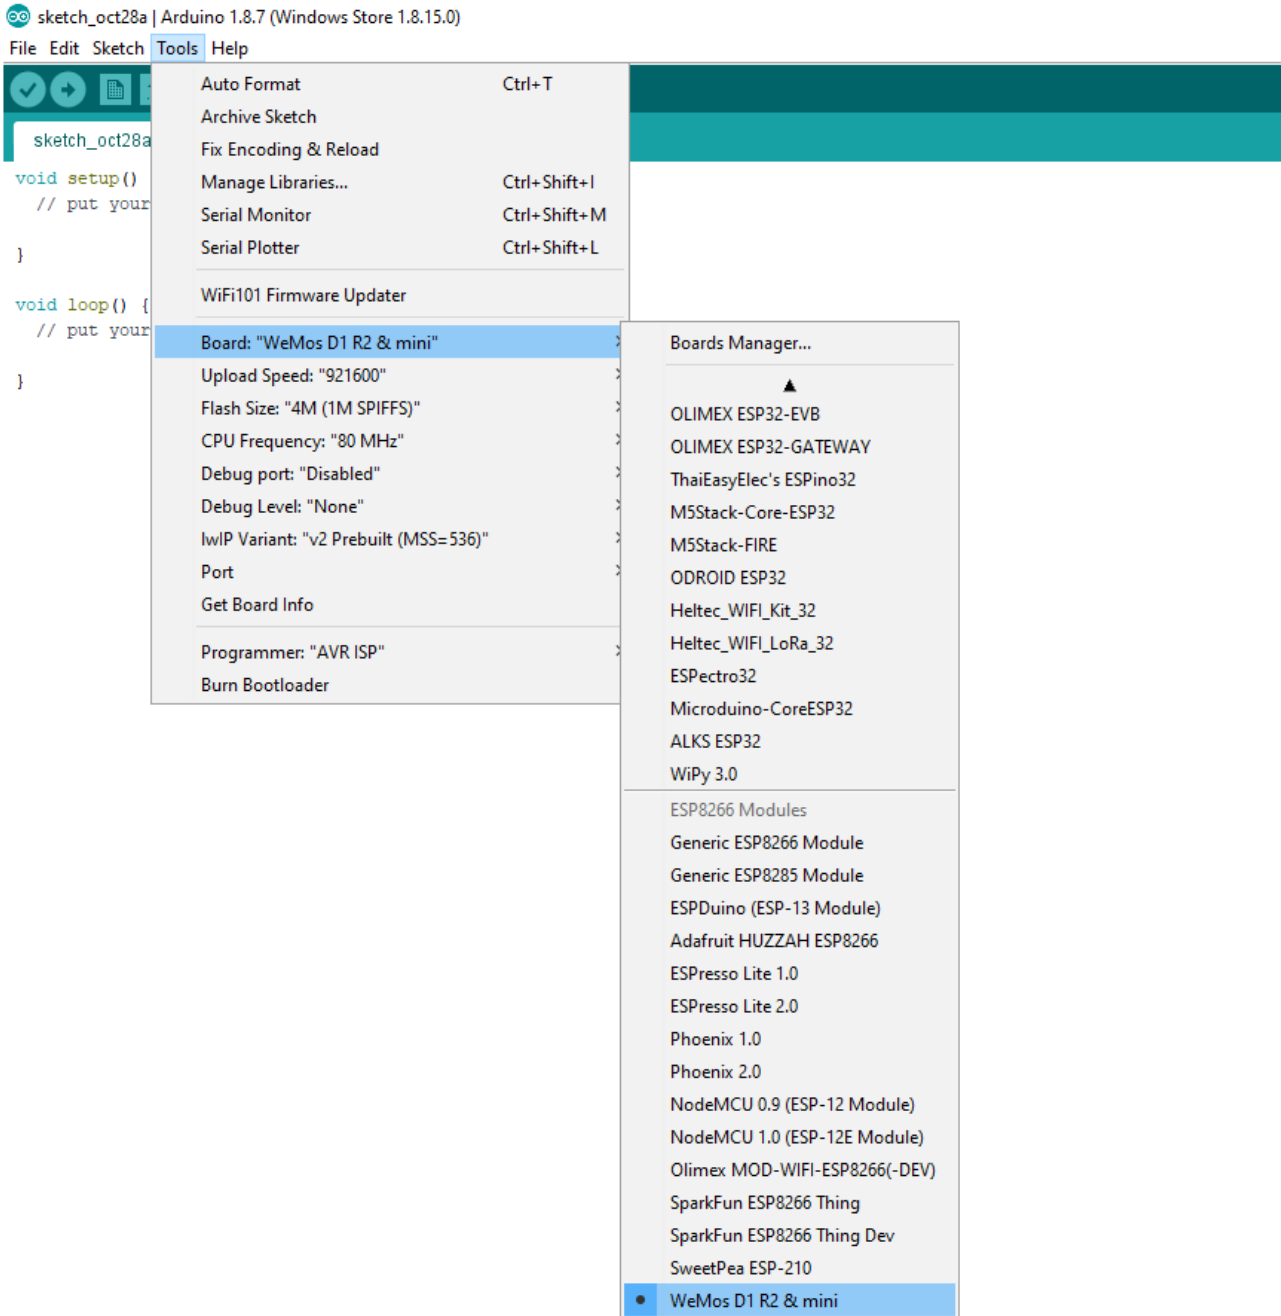 sketch_oct28a | Arduino 1.8.7 (Windows Store 1.8.15.0)
File Edit Sketch Tools Help
sketch_oct28a
void setup()
// put your
}
void loop() {
// put your
}
Auto Format Ctrl+T
Archive Sketch
Fix Encoding & Reload
Manage Libraries... Ctrl+Shift+I
Serial Monitor Ctrl+Shift+M
Serial Plotter Ctrl+Shift+L
WiFi101 Firmware Updater
Board: "WeMos D1 R2 & mini"
Upload Speed: "921600"
Flash Size: "4M (1M SPIFFS)"
CPU Frequency: "80 MHz"
Debug port: "Disabled"
Debug Level: "None"
lwIP Variant: "v2 Prebuilt (MSS=536)"
Port
Get Board Info
Programmer: "AVR ISP"
Burn Bootloader
Boards Manager...
OLIMEX ESP32-EVB
OLIMEX ESP32-GATEWAY
ThaiEasyElec's ESPino32
M5Stack-Core-ESP32
M5Stack-FIRE
ODROID ESP32
Heltec_WIFI_Kit_32
Heltec_WIFI_LoRa_32
ESPectro32
Microduino-CoreESP32
ALKS ESP32
WiPy 3.0
ESP8266 Modules
Generic ESP8266 Module
Generic ESP8285 Module
ESPDuino (ESP-13 Module)
Adafruit HUZZAH ESP8266
ESPresso Lite 1.0
ESPresso Lite 2.0
Phoenix 1.0
Phoenix 2.0
NodeMCU 0.9 (ESP-12 Module)
NodeMCU 1.0 (ESP-12E Module)
Olimex MOD-WIFI-ESP8266(-DEV)
SparkFun ESP8266 Thing
SparkFun ESP8266 Thing Dev
SweetPea ESP-210
WeMos D1 R2 & mini